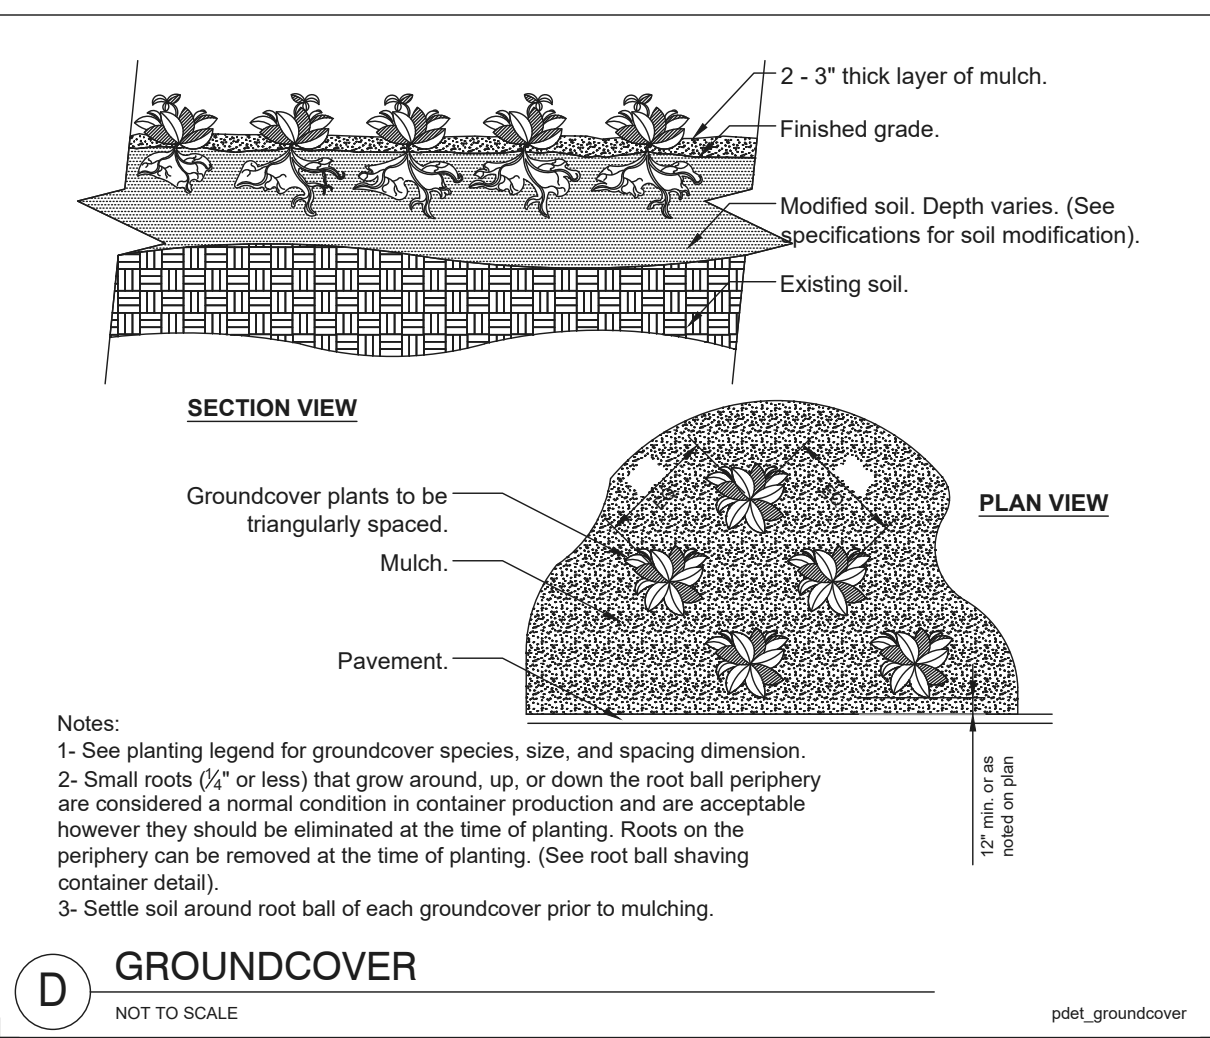 2 - 3" thick layer of mulch.
Finished grade.
Modified soil. Depth varies. (See
specifications for soil modification).
Existing soil.
SECTION VIEW
Groundcover plants to be
triangularly spaced.
Mulch.
Pavement.
PLAN VIEW
12" min. or as
noted on plan
Notes:
1- See planting legend for groundcover species, size, and spacing dimension.
2- Small roots (¼" or less) that grow around, up, or down the root ball periphery
are considered a normal condition in container production and are acceptable
however they should be eliminated at the time of planting. Roots on the
periphery can be removed at the time of planting. (See root ball shaving
container detail).
3- Settle soil around root ball of each groundcover prior to mulching.
D
GROUNDCOVER
NOT TO SCALE
pdet_groundcover